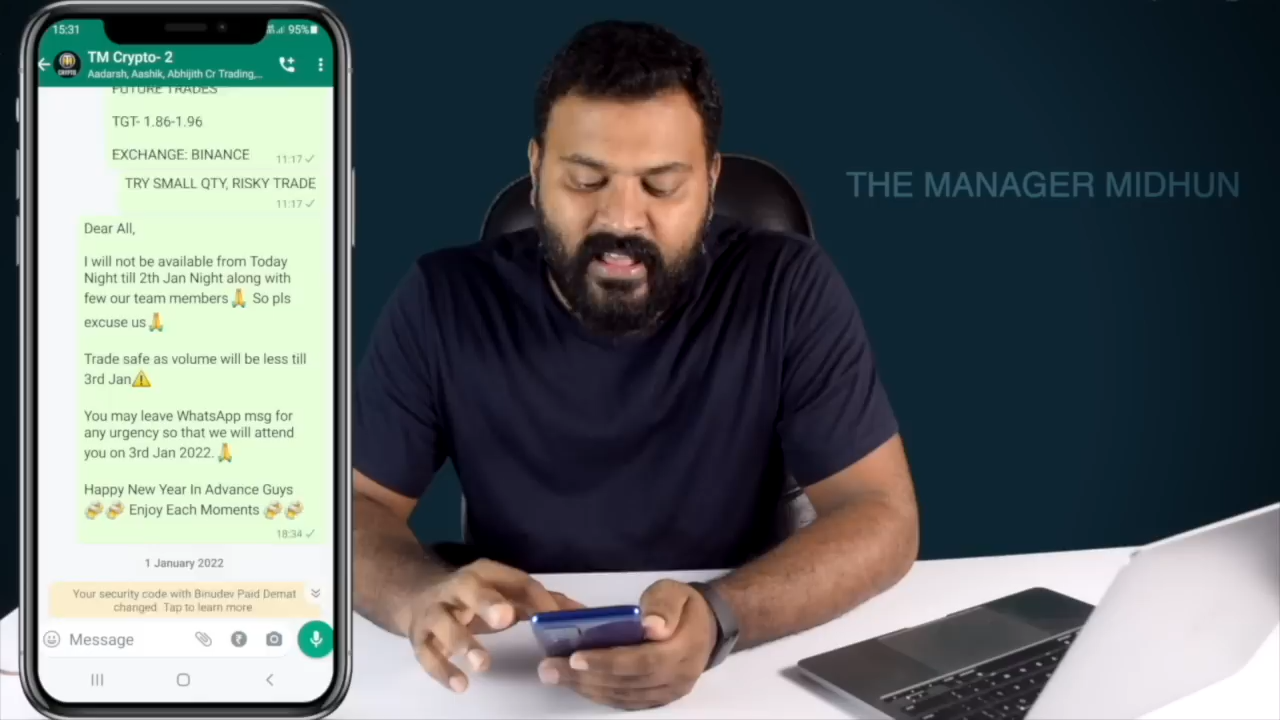 15:31
95%
TM Crypto- 2
Aadarsh, Aashik, Abhijith Cr Trading,...
CRYPTO
FUTURE TRADES
TGT- 1.86-1.96
EXCHANGE: BINANCE
11:17
TRY SMALL QTY, RISKY TRADE
11:17
Dear All,
I will not be available from Today
Night till 2th Jan Night along with
few our team members🙏 So pls
excuse us🙏
Trade safe as volume will be less till
3rd Jan⚠️
You may leave WhatsApp msg for
any urgency so that we will attend
you on 3rd Jan 2022.🙏
Happy New Year In Advance Guys
🍻🍻 Enjoy Each Moments 🍻🍻
18:34
1 January 2022
Your security code with Binudev Paid Demat
changed. Tap to learn more
Message
THE MANAGER MIDHUN